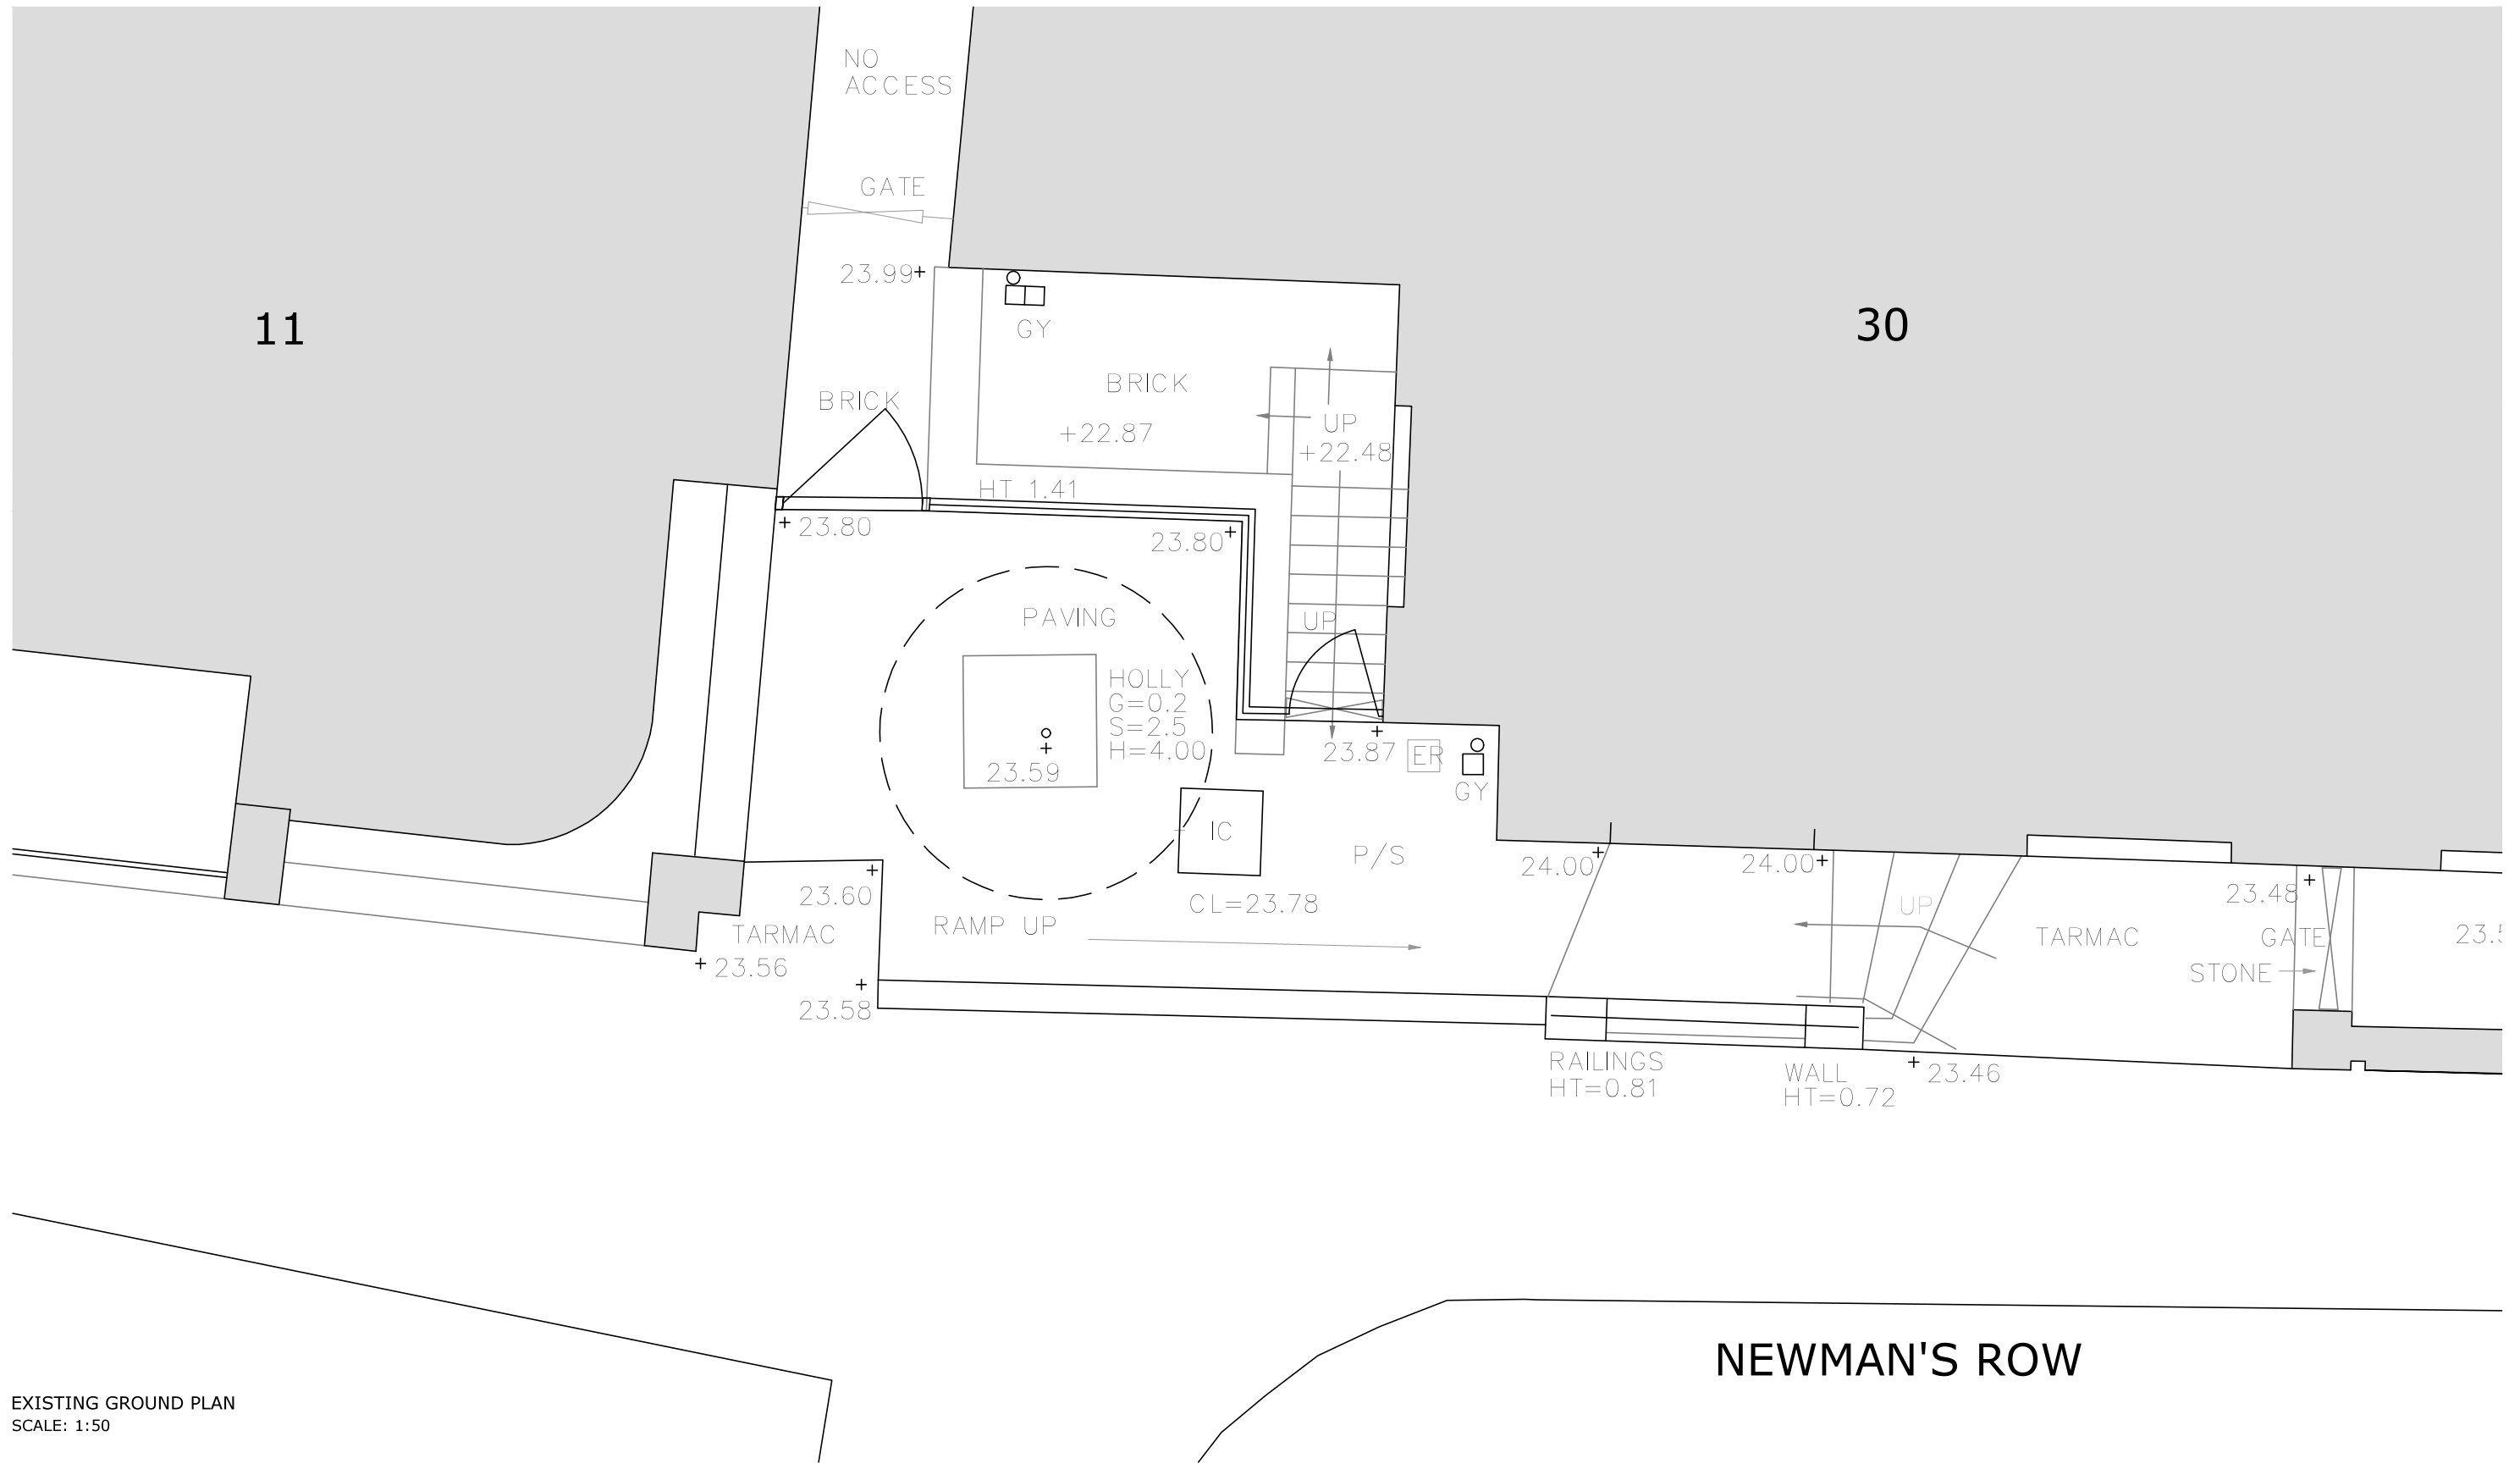 NO
ACCESS
GATE
23.99
GY
11
30
BRICK
BRICK
UP
+22.87
+22.48
HT 1.41
23.80
23.80
PAVING
UP
HOLLY
G=0.2
S=2.5
H=4.00
23.59
23.87
ER
GY
IC
P/S
24.00
24.00
23.60
CL=23.78
23.48
UP
RAMP UP
TARMAC
TARMAC
GATE
23.56
STONE
23.58
RAILINGS
HT=0.81
WALL
HT=0.72
23.46
NEWMAN'S ROW
EXISTING GROUND PLAN
SCALE: 1:50